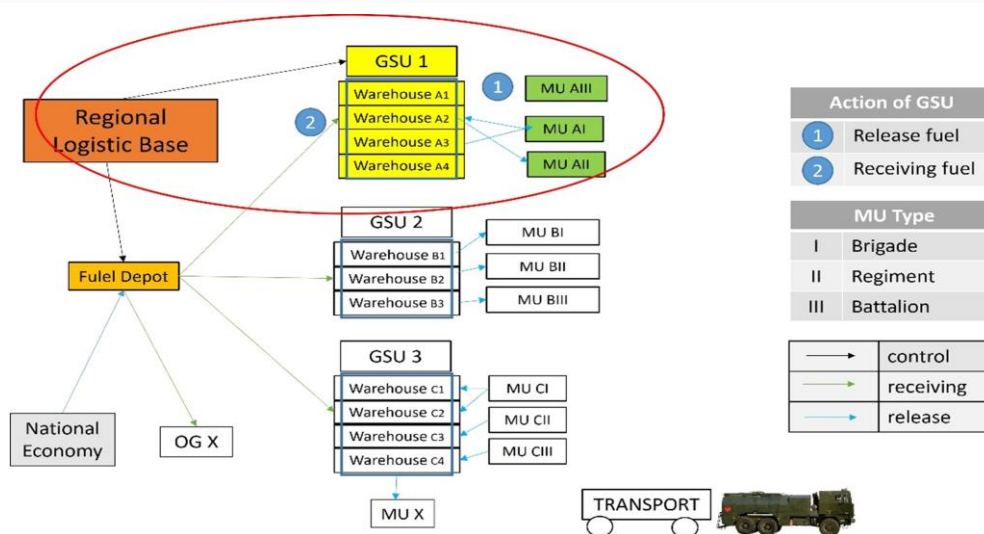 GSU 1
Regional
Logistic Base
Warehouse A1
Warehouse A2
Warehouse A3
Warehouse A4
1
2
MU AIII
MU AI
MU AII
Action of GSU
1 Release fuel
2 Receiving fuel
MU Type
I Brigade
II Regiment
III Battalion
control
receiving
release
GSU 2
Warehouse B1
Warehouse B2
Warehouse B3
MU BI
MU BII
MU BIII
Fulel Depot
GSU 3
Warehouse C1
Warehouse C2
Warehouse C3
Warehouse C4
MU CI
MU CII
MU CIII
National
Economy
OG X
MU X
TRANSPORT